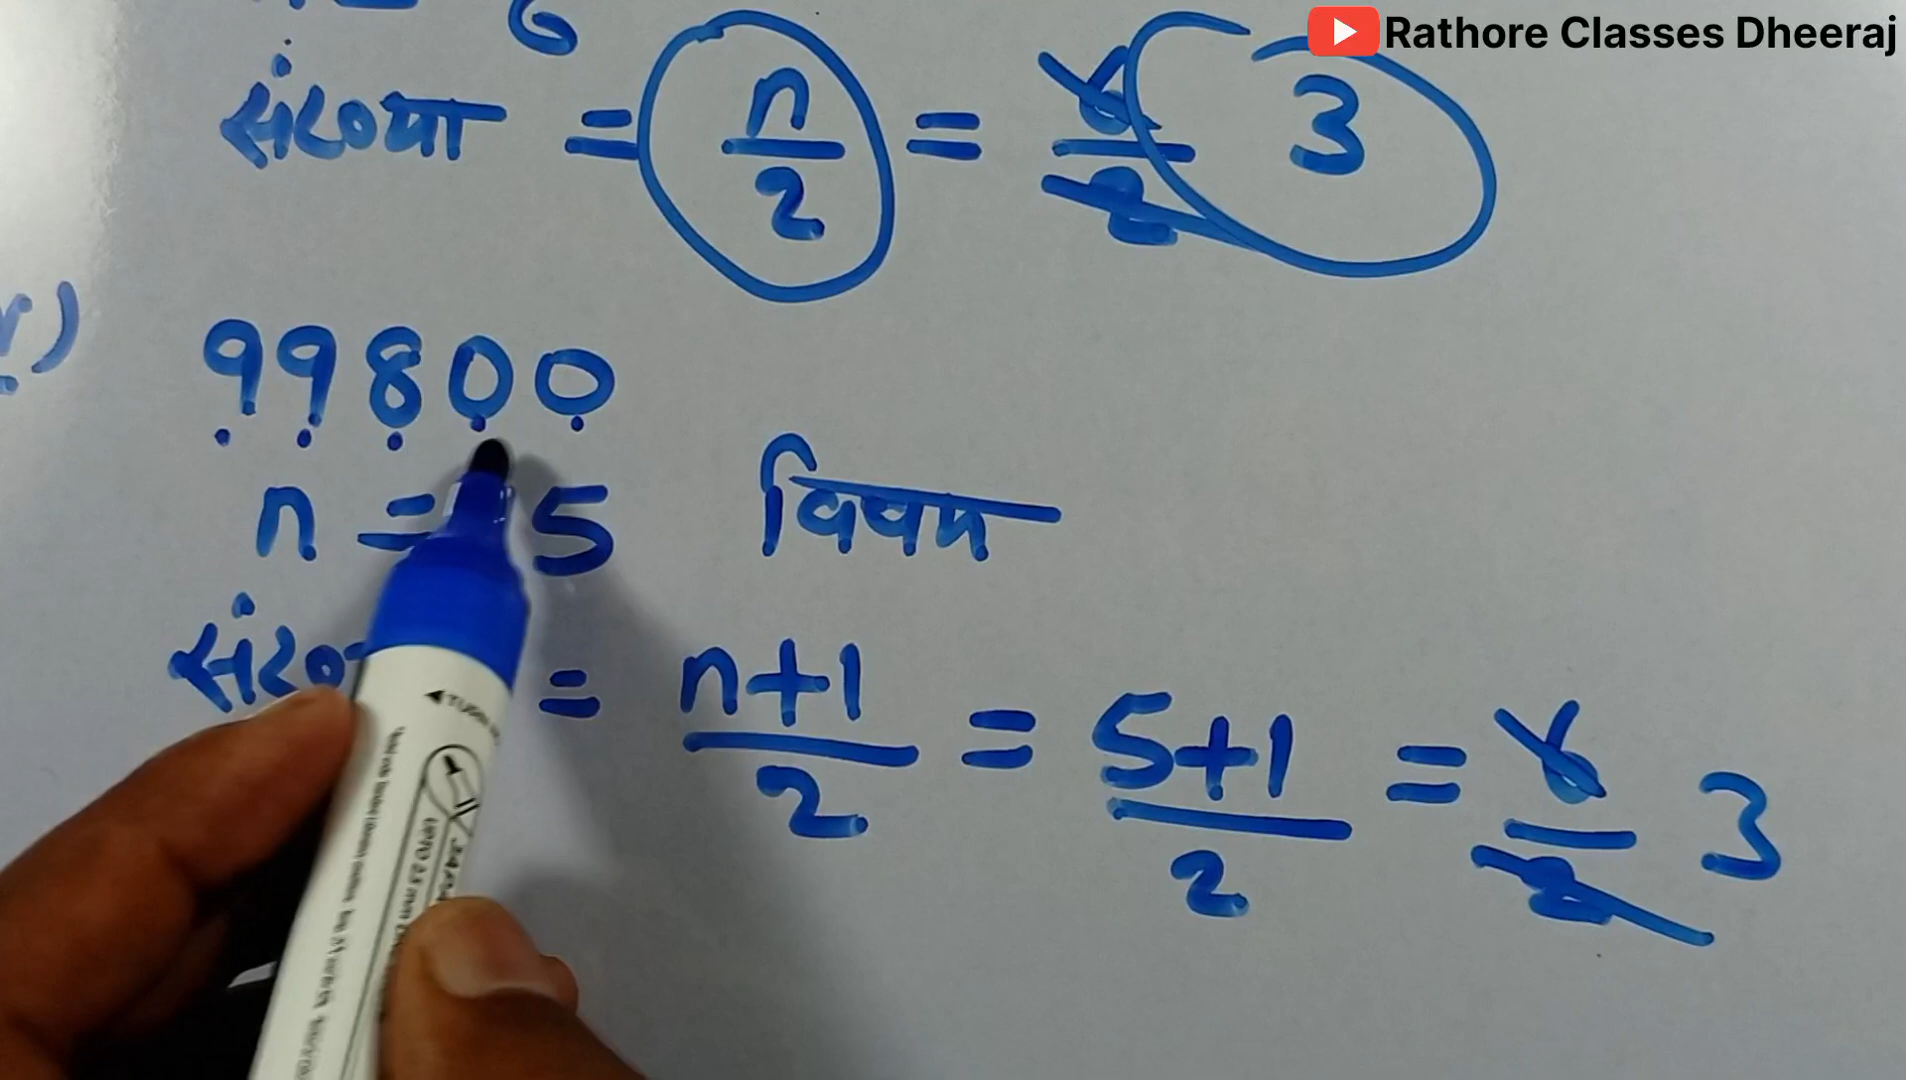 6
Rathore Classes Dheeraj
संख्या = n/2 = 6/2 3
)
99800
n = 5 विषम
= n+1/2 = 5+1/2 = 6/2 3